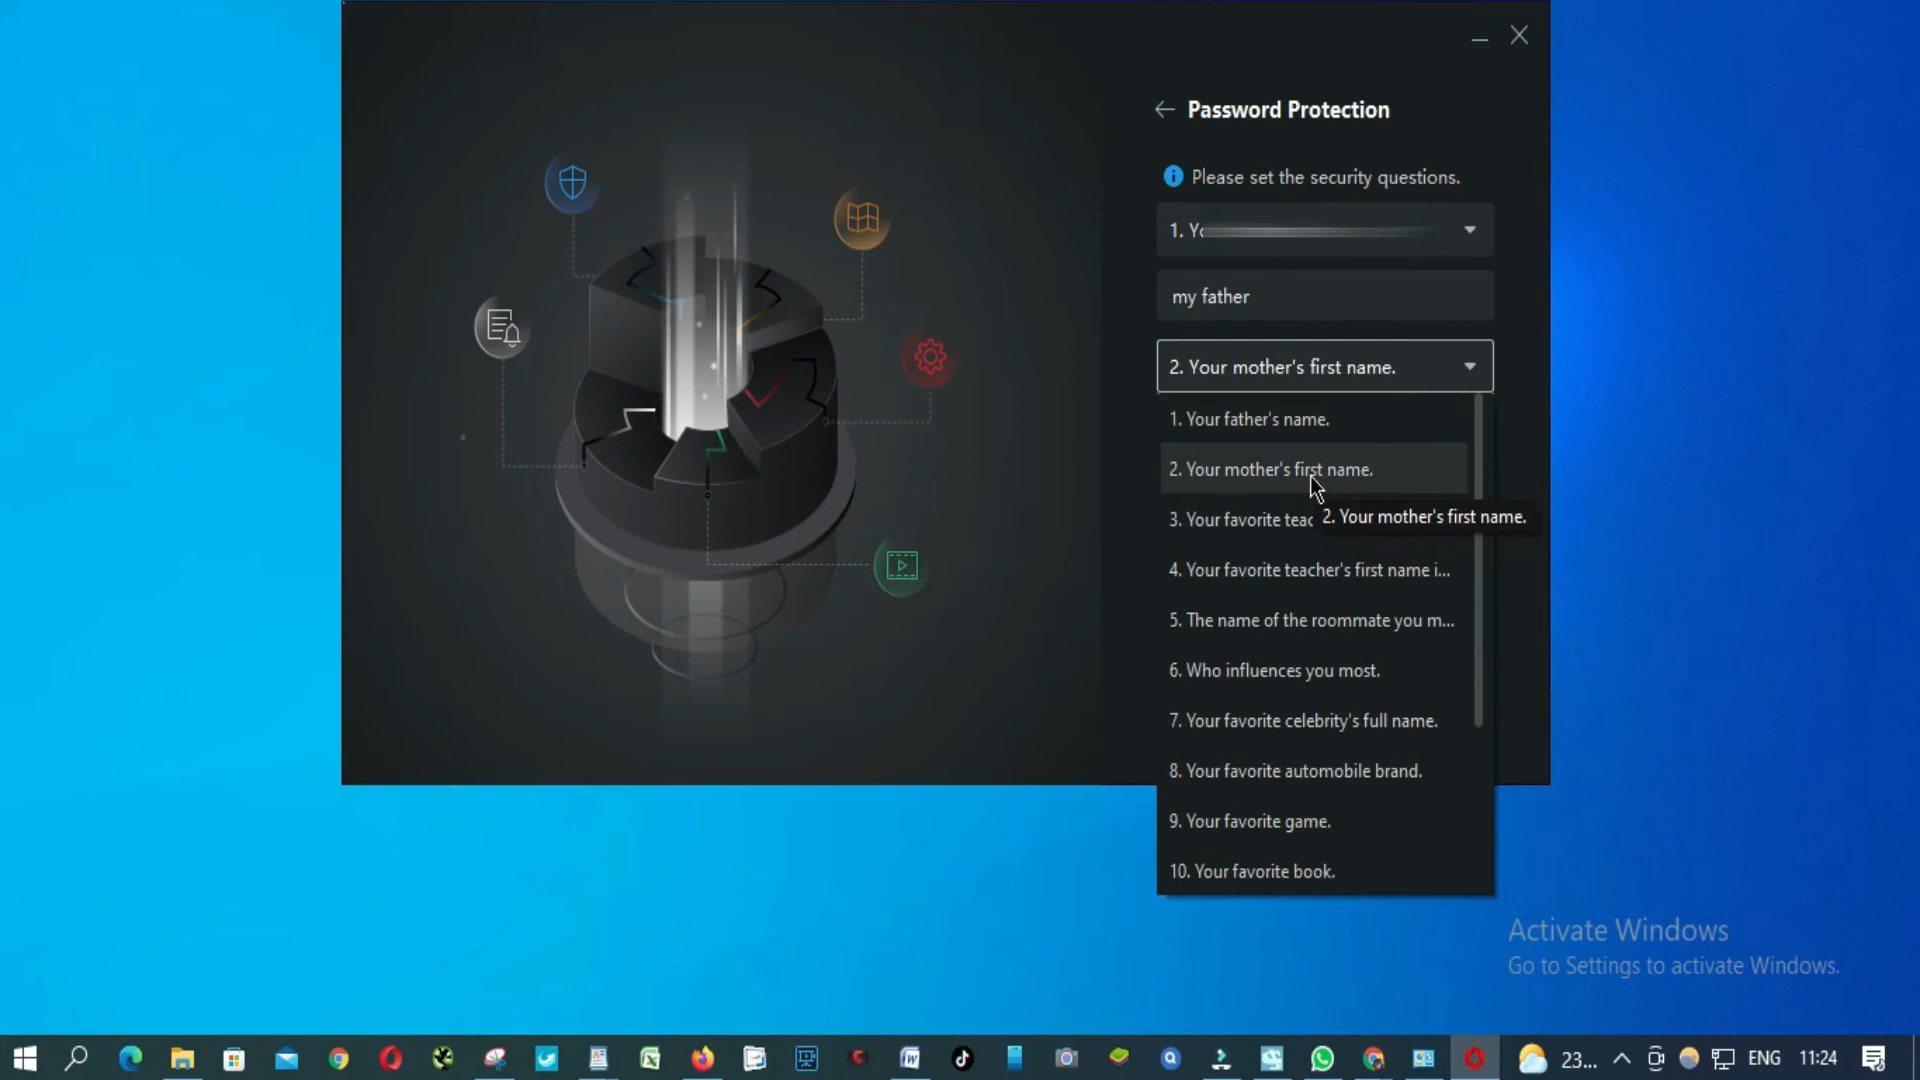 Password Protection
Please set the security questions.
1.
my father
2. Your mother's first name.
1. Your father's name.
2. Your mother's first name.
3. Your favorite
2. Your mother's first name.
4. Your favorite teacher's first name i...
5. The name of the roommate you m...
6. Who influences you most.
7. Your favorite celebrity's full name.
8. Your favorite automobile brand.
9. Your favorite game.
10. Your favorite book.
Activate Windows
Go to Settings to activate Windows.
23... ENG 11:24